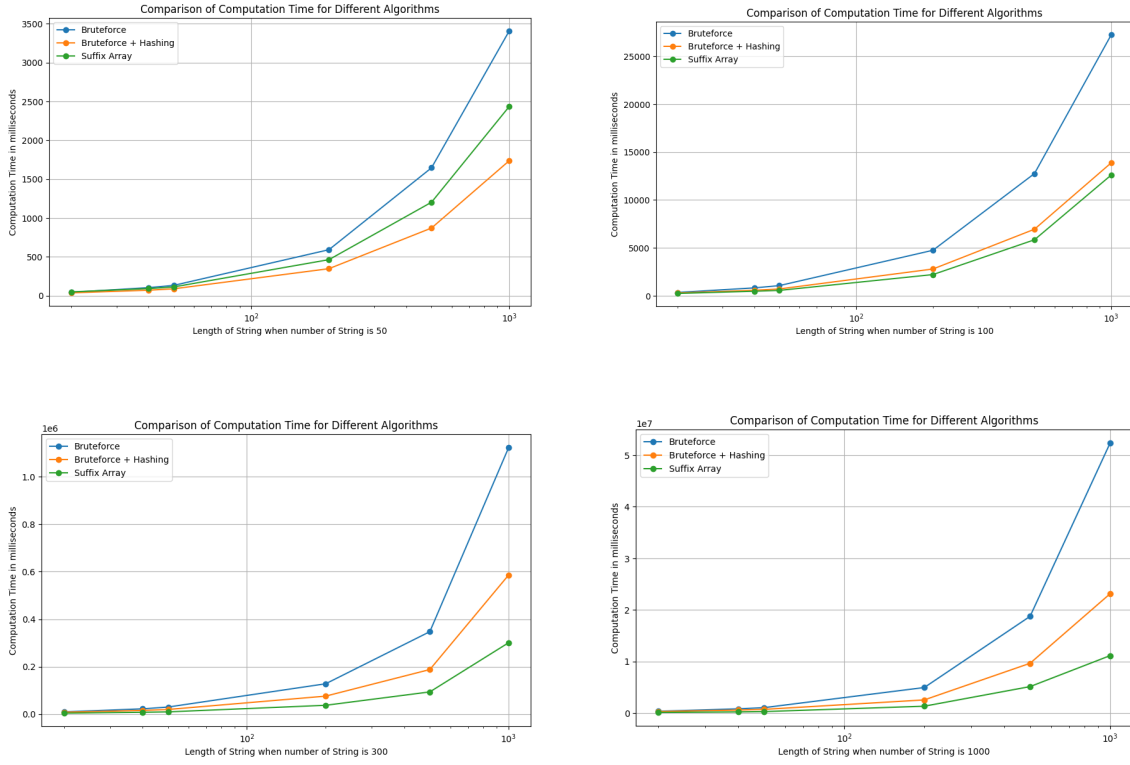 Comparison of Computation Time for Different Algorithms
Bruteforce
Bruteforce + Hashing
Suffix Array
Computation Time in milliseconds
3500
3000
2500
2000
1500
1000
500
0
10²
10³
Length of String when number of String is 50
Comparison of Computation Time for Different Algorithms
Bruteforce
Bruteforce + Hashing
Suffix Array
Computation Time in milliseconds
25000
20000
15000
10000
5000
0
10²
10³
Length of String when number of String is 100
Comparison of Computation Time for Different Algorithms
1e6
Bruteforce
Bruteforce + Hashing
Suffix Array
Computation Time in milliseconds
1.0
0.8
0.6
0.4
0.2
0.0
10²
10³
Length of String when number of String is 300
Comparison of Computation Time for Different Algorithms
1e7
Bruteforce
Bruteforce + Hashing
Suffix Array
Computation Time in milliseconds
5
4
3
2
1
0
10²
10³
Length of String when number of String is 1000